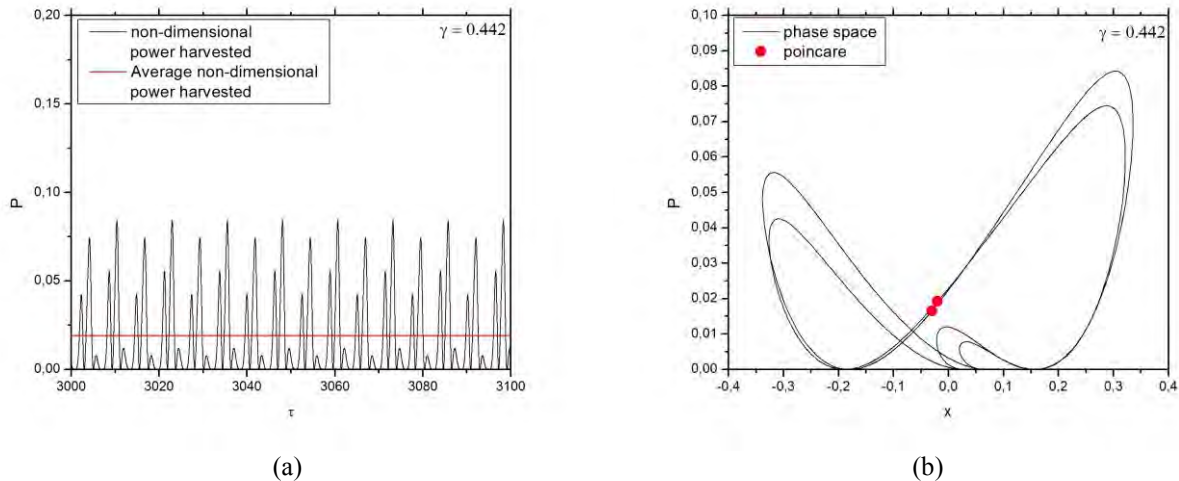 γ = 0.442
non-dimensional
power harvested
Average non-dimensional
power harvested
0,20
0,15
0,10
0,05
0,00
P
3000
3020
3040
3060
3080
3100
τ
(a)
γ = 0.442
phase space
poincare
0,10
0,09
0,08
0,07
0,06
0,05
0,04
0,03
0,02
0,01
0,00
P
-0,4
-0,3
-0,2
-0,1
0,0
0,1
0,2
0,3
0,4
x
(b)